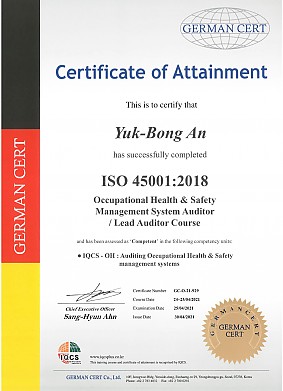 GERMAN CERT
Certificate of Attainment
This is to certify that
Yuk-Bong An
has successfully completed
ISO 45001:2018
Occupational Health & Safety
Management System Auditor
/ Lead Auditor Course
and has been assessed as 'Competent' in the following competency units:
● IQCS - OH : Auditing Occupational Health & Safety
management systems
GERMAN CERT
Chief Executive Officer
Sang-Hyun Ahn
Certificate Number GC-O-21-929
Course Date 24-25/04/2021
Examination Date 25/04/2021
Issue Date 30/04/2021
GERMAN
CERT
IQCS
www.iqcsplus.co.kr
This training course and certificate of attainment is recognized by IQCS.
GERMAN CERT Co., Ltd.